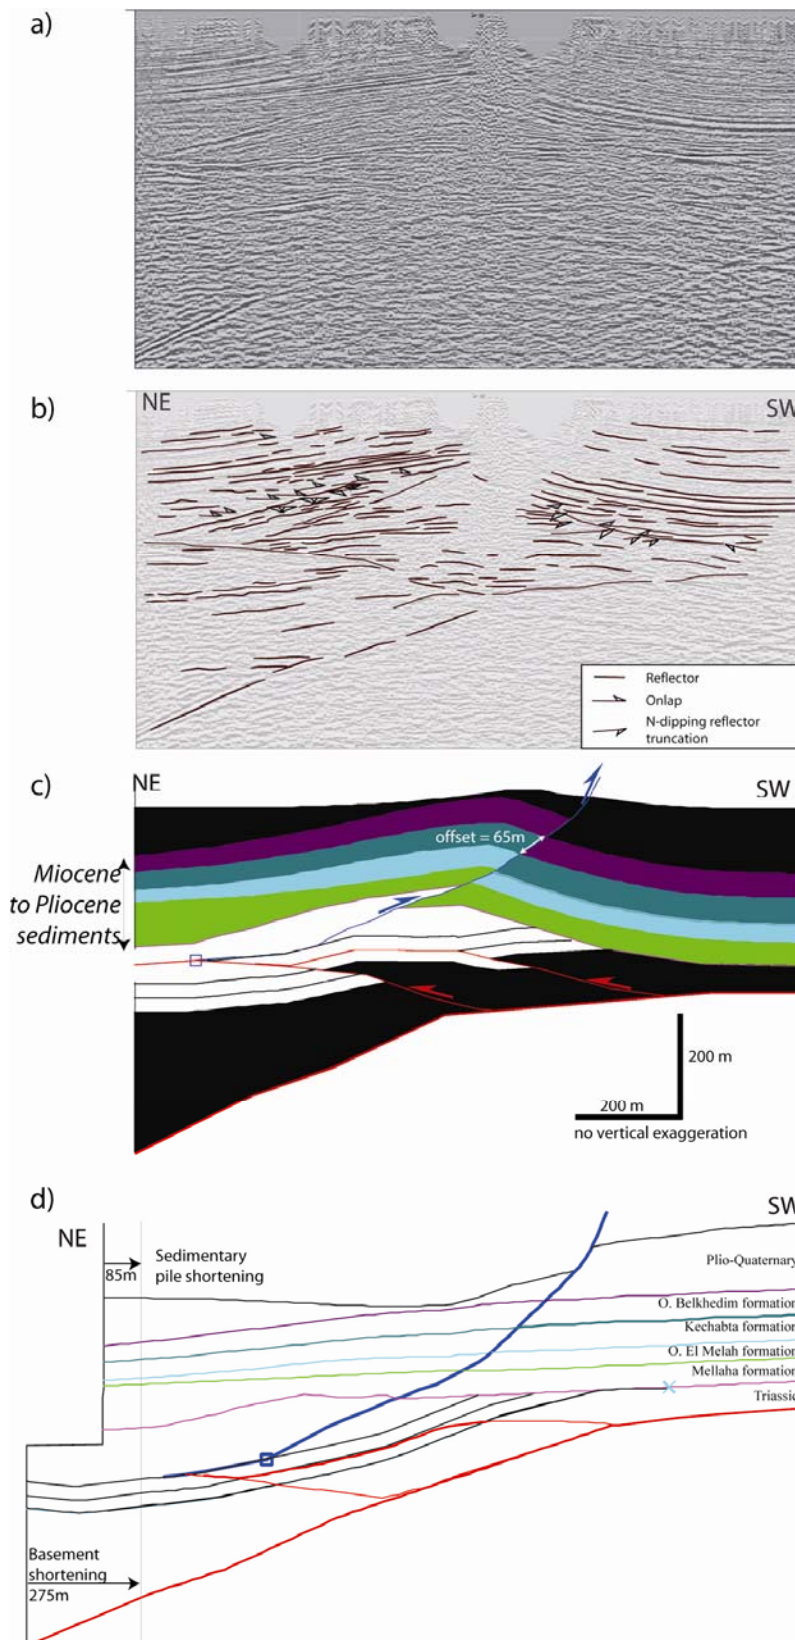 a)
b)
NE
SW
Reflector
Onlap
N-dipping reflector
truncation
c)
NE
SW
offset = 65m
Miocene
to Pliocene
sediments
200 m
200 m
no vertical exaggeration
d)
SW
NE
Sedimentary
pile shortening
85m
Plio-Quaternary
O. Belkhedim formation
Kechabta formation
O. El Melah formation
Mellaha formation
Triassic
Basement
shortening
275m